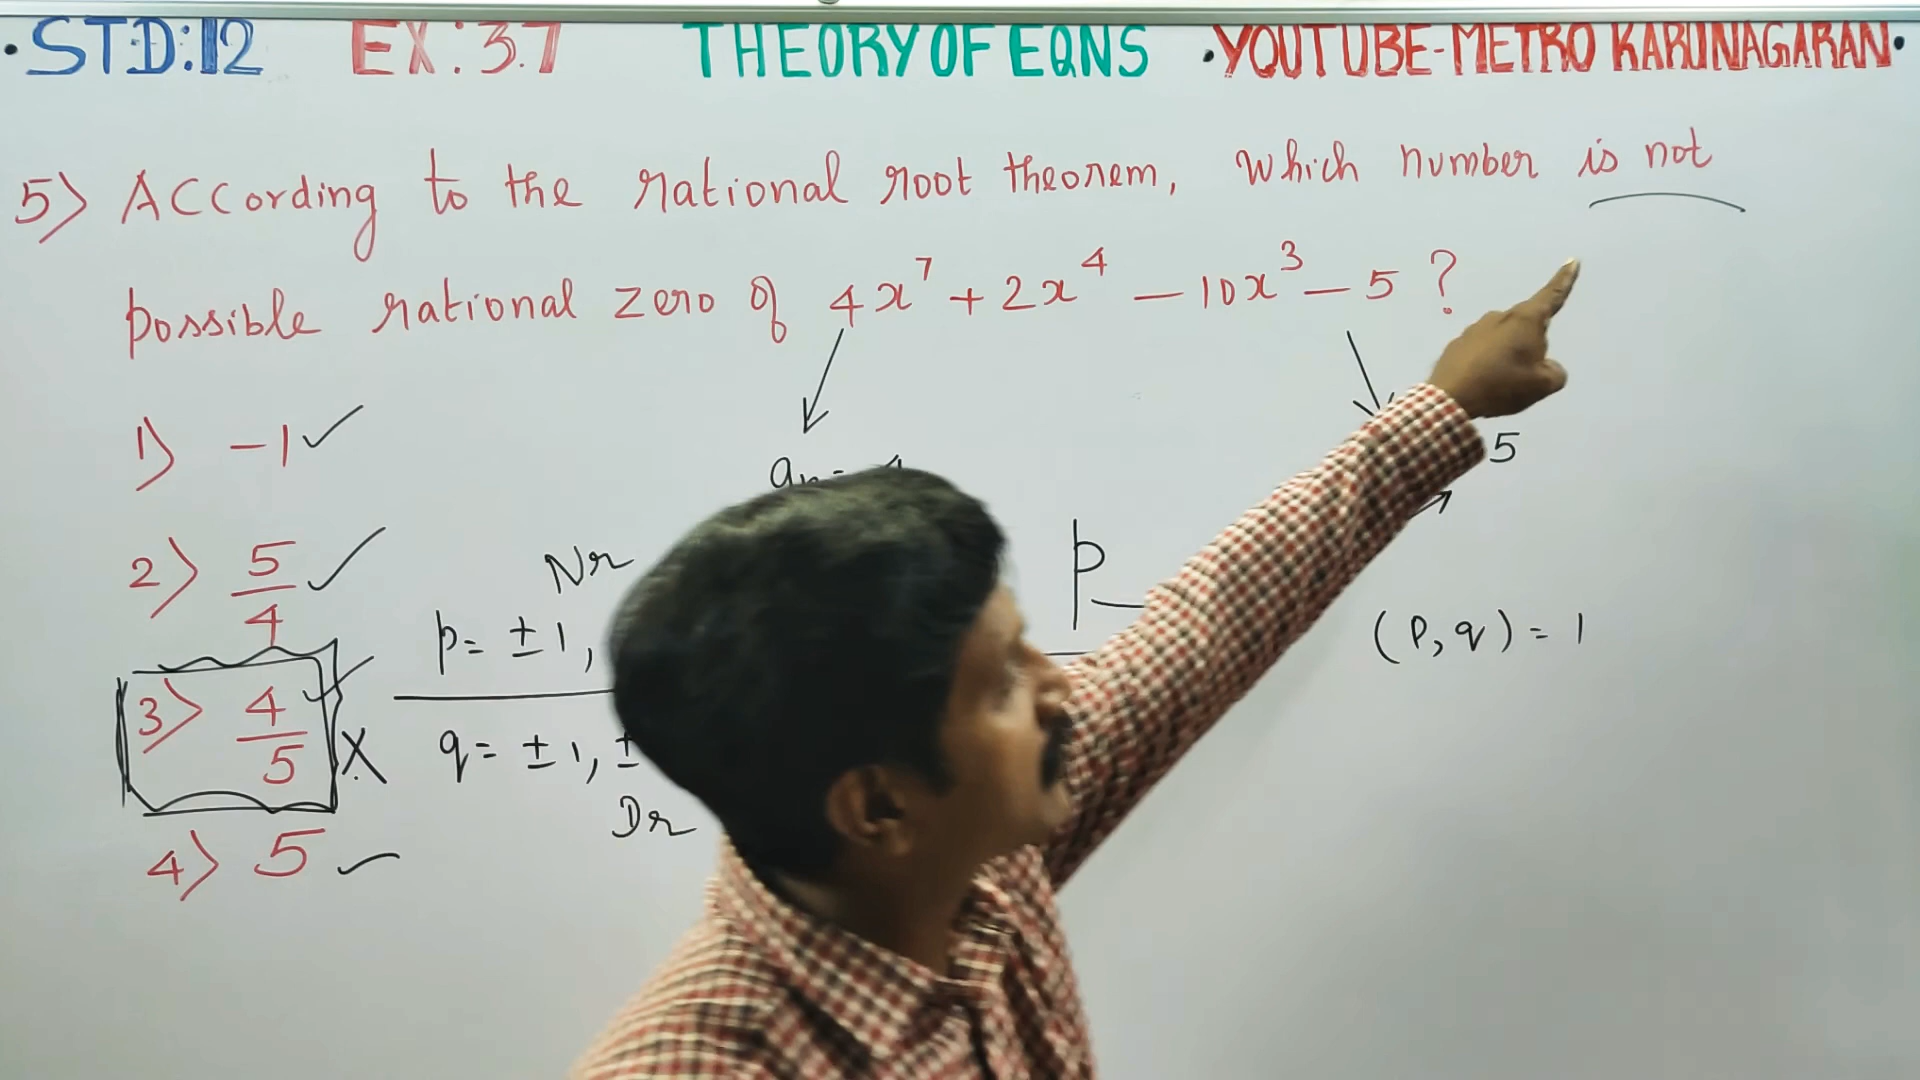 ·STD:12 EX:3.7 THEORY OF EQNS ·YOUTUBE-METRO KARUNAGARAN·
5) ACCording to the rational root theorem, which number is not
possible rational zero of 4x⁷ + 2x⁴ - 10x³ - 5 ?
1) -1 ✓
5
2) 5/4 ✓
Nr
p
p= ±1,
(p, q) = 1
3) 4/5 ✓ X
q= ±1, ±
Dr
4) 5 ✓